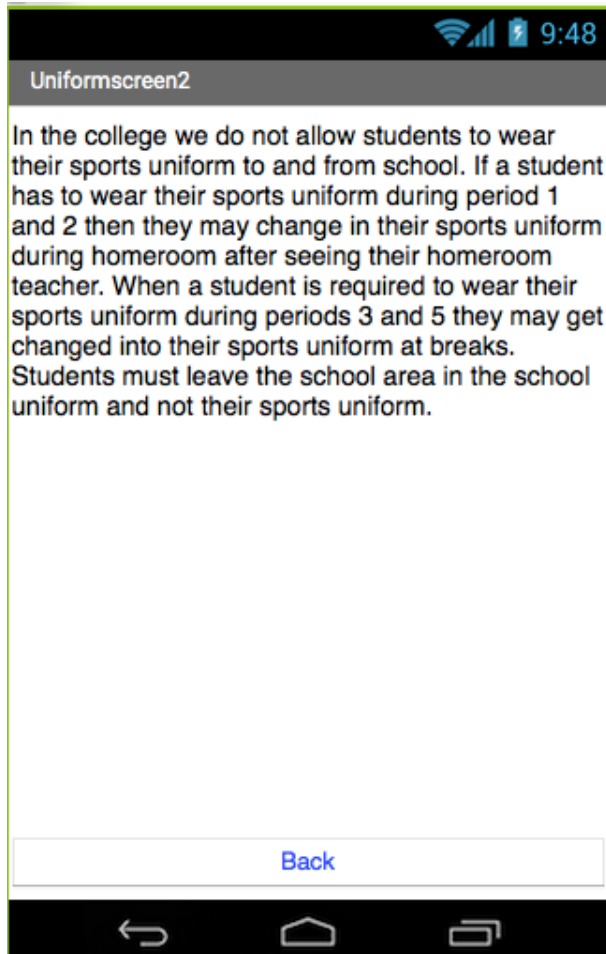 9:48
Uniformscreen2
In the college we do not allow students to wear
their sports uniform to and from school. If a student
has to wear their sports uniform during period 1
and 2 then they may change in their sports uniform
during homeroom after seeing their homeroom
teacher. When a student is required to wear their
sports uniform during periods 3 and 5 they may get
changed into their sports uniform at breaks.
Students must leave the school area in the school
uniform and not their sports uniform.
Back